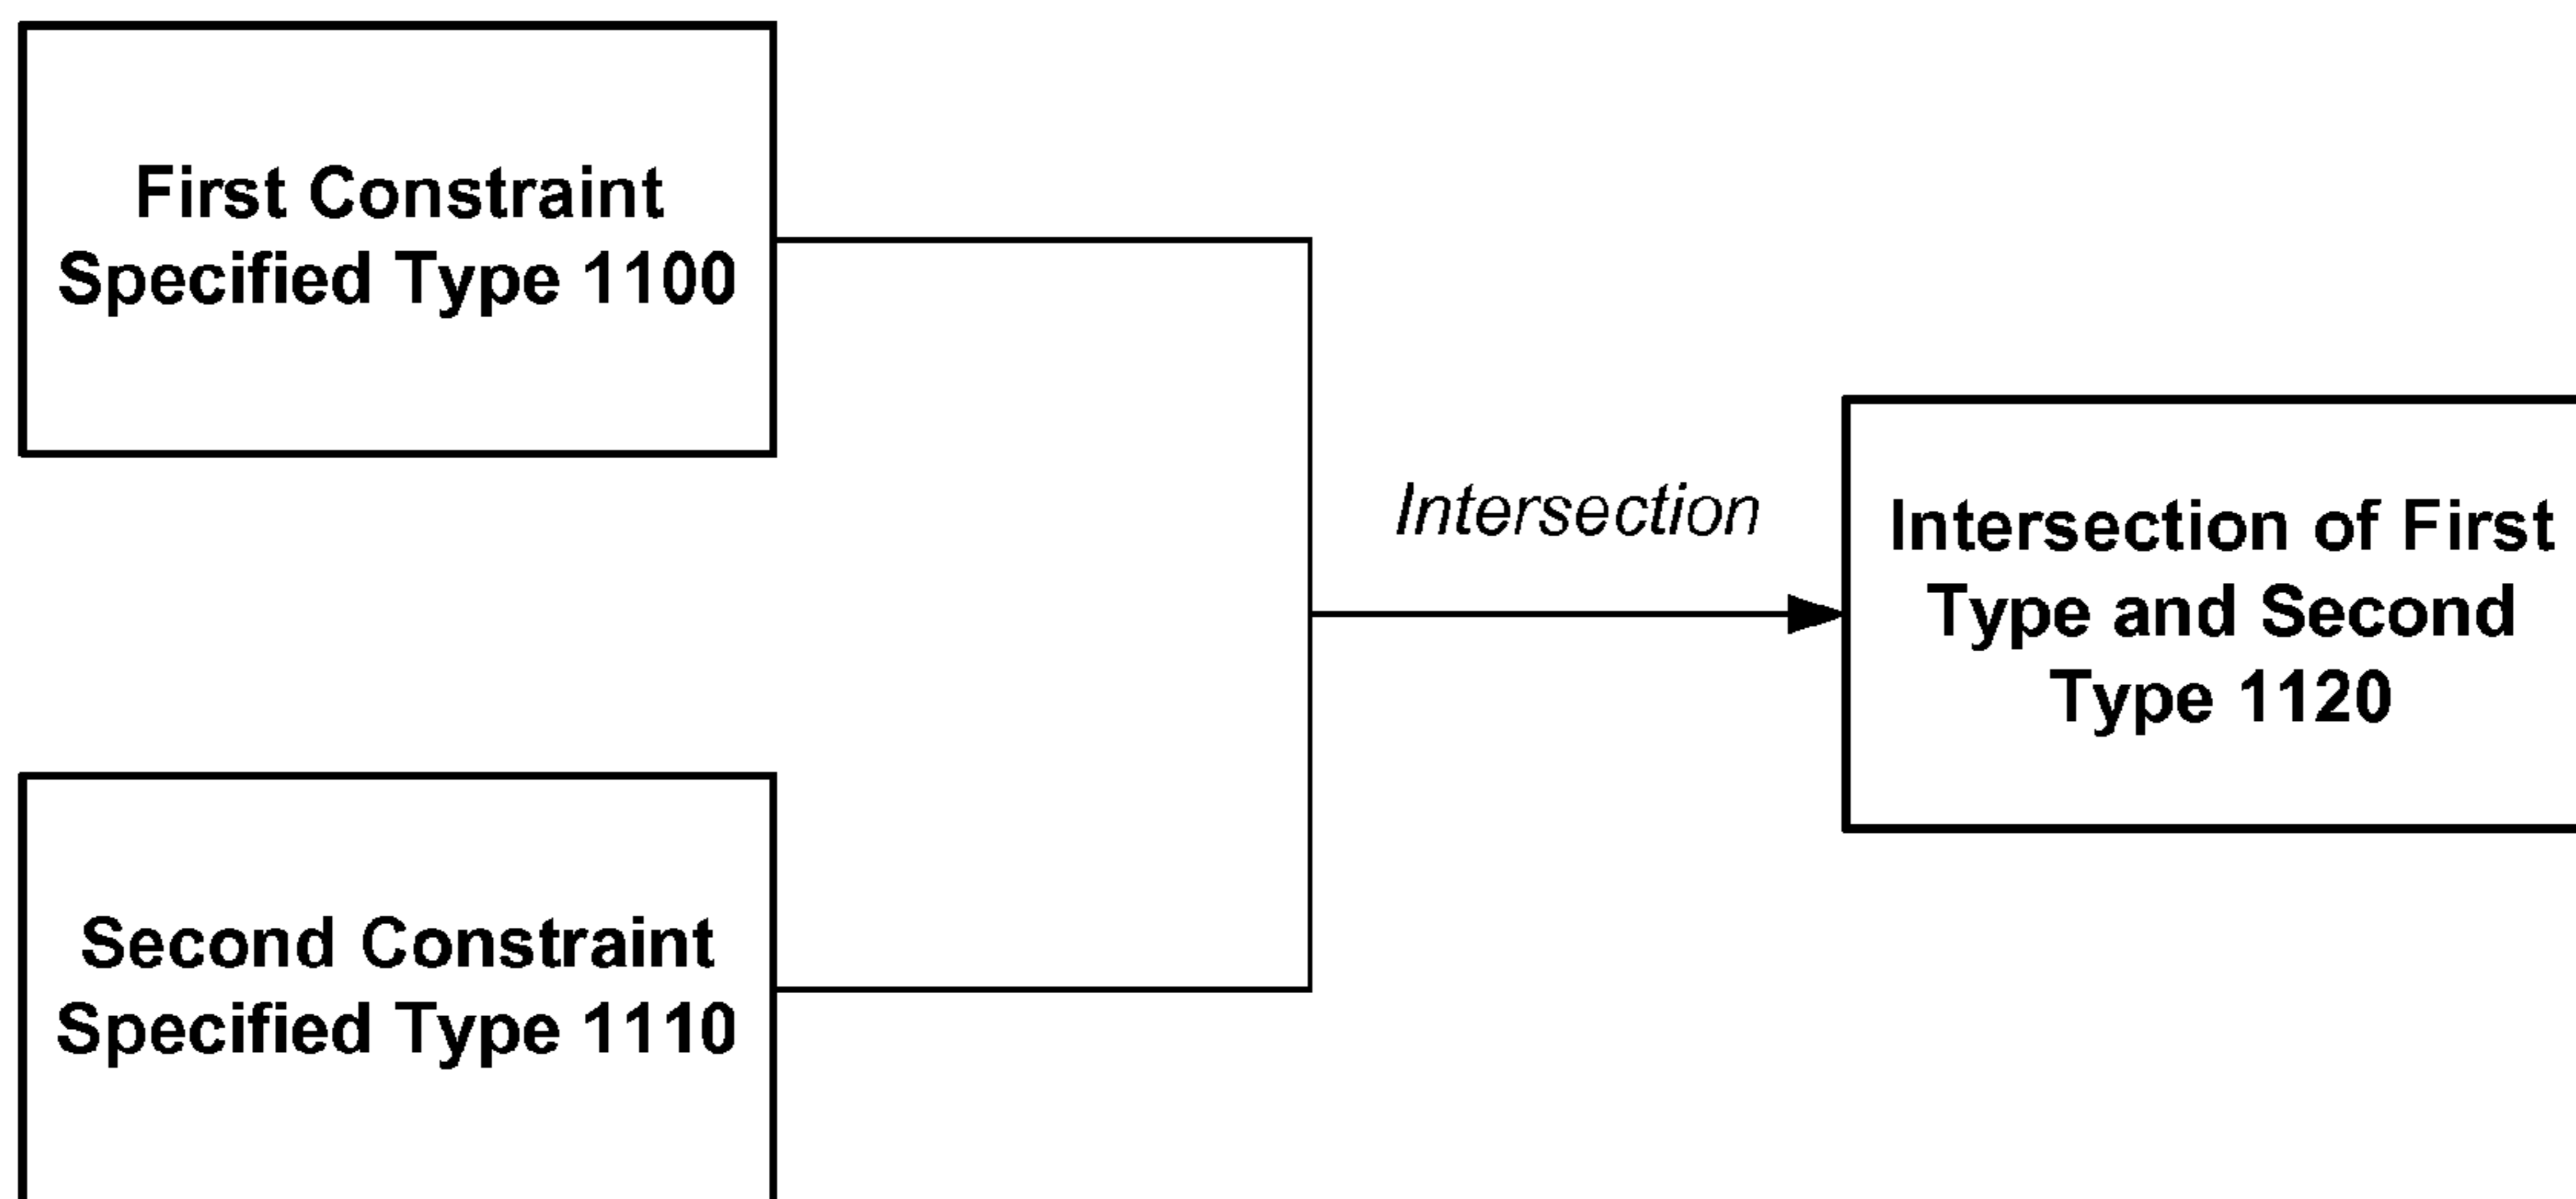 First Constraint
Specified Type 1100
Intersection
Intersection of First
Type and Second
Type 1120
Second Constraint
Specified Type 1110